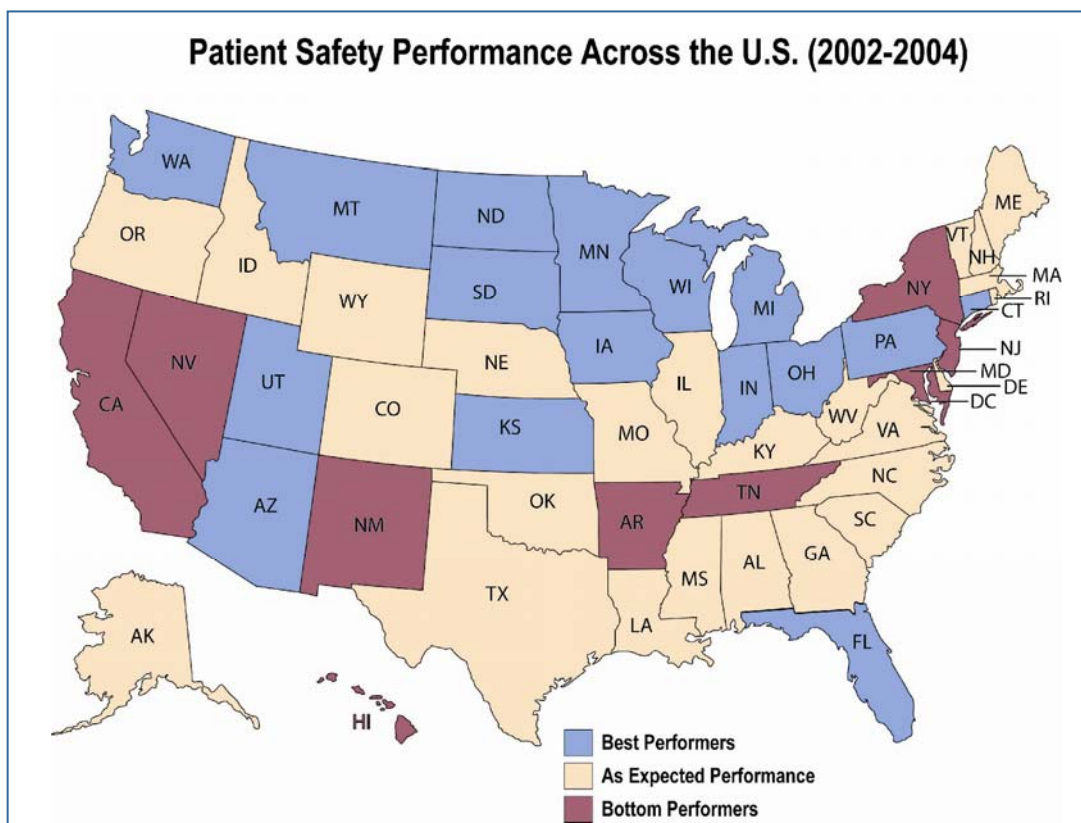 Patient Safety Performance Across the U.S. (2002-2004)
WA
MT
ND
MN
ME
VT
OR
ID
NH
MA
WY
SD
WI
MI
NY
RI
CT
NV
UT
NE
IA
PA
NJ
CA
CO
KS
IL
IN
OH
MD
DE
DC
MO
WV
VA
KY
AZ
NM
OK
AR
TN
NC
SC
TX
MS
AL
GA
LA
AK
FL
HI
Best Performers
As Expected Performance
Bottom Performers